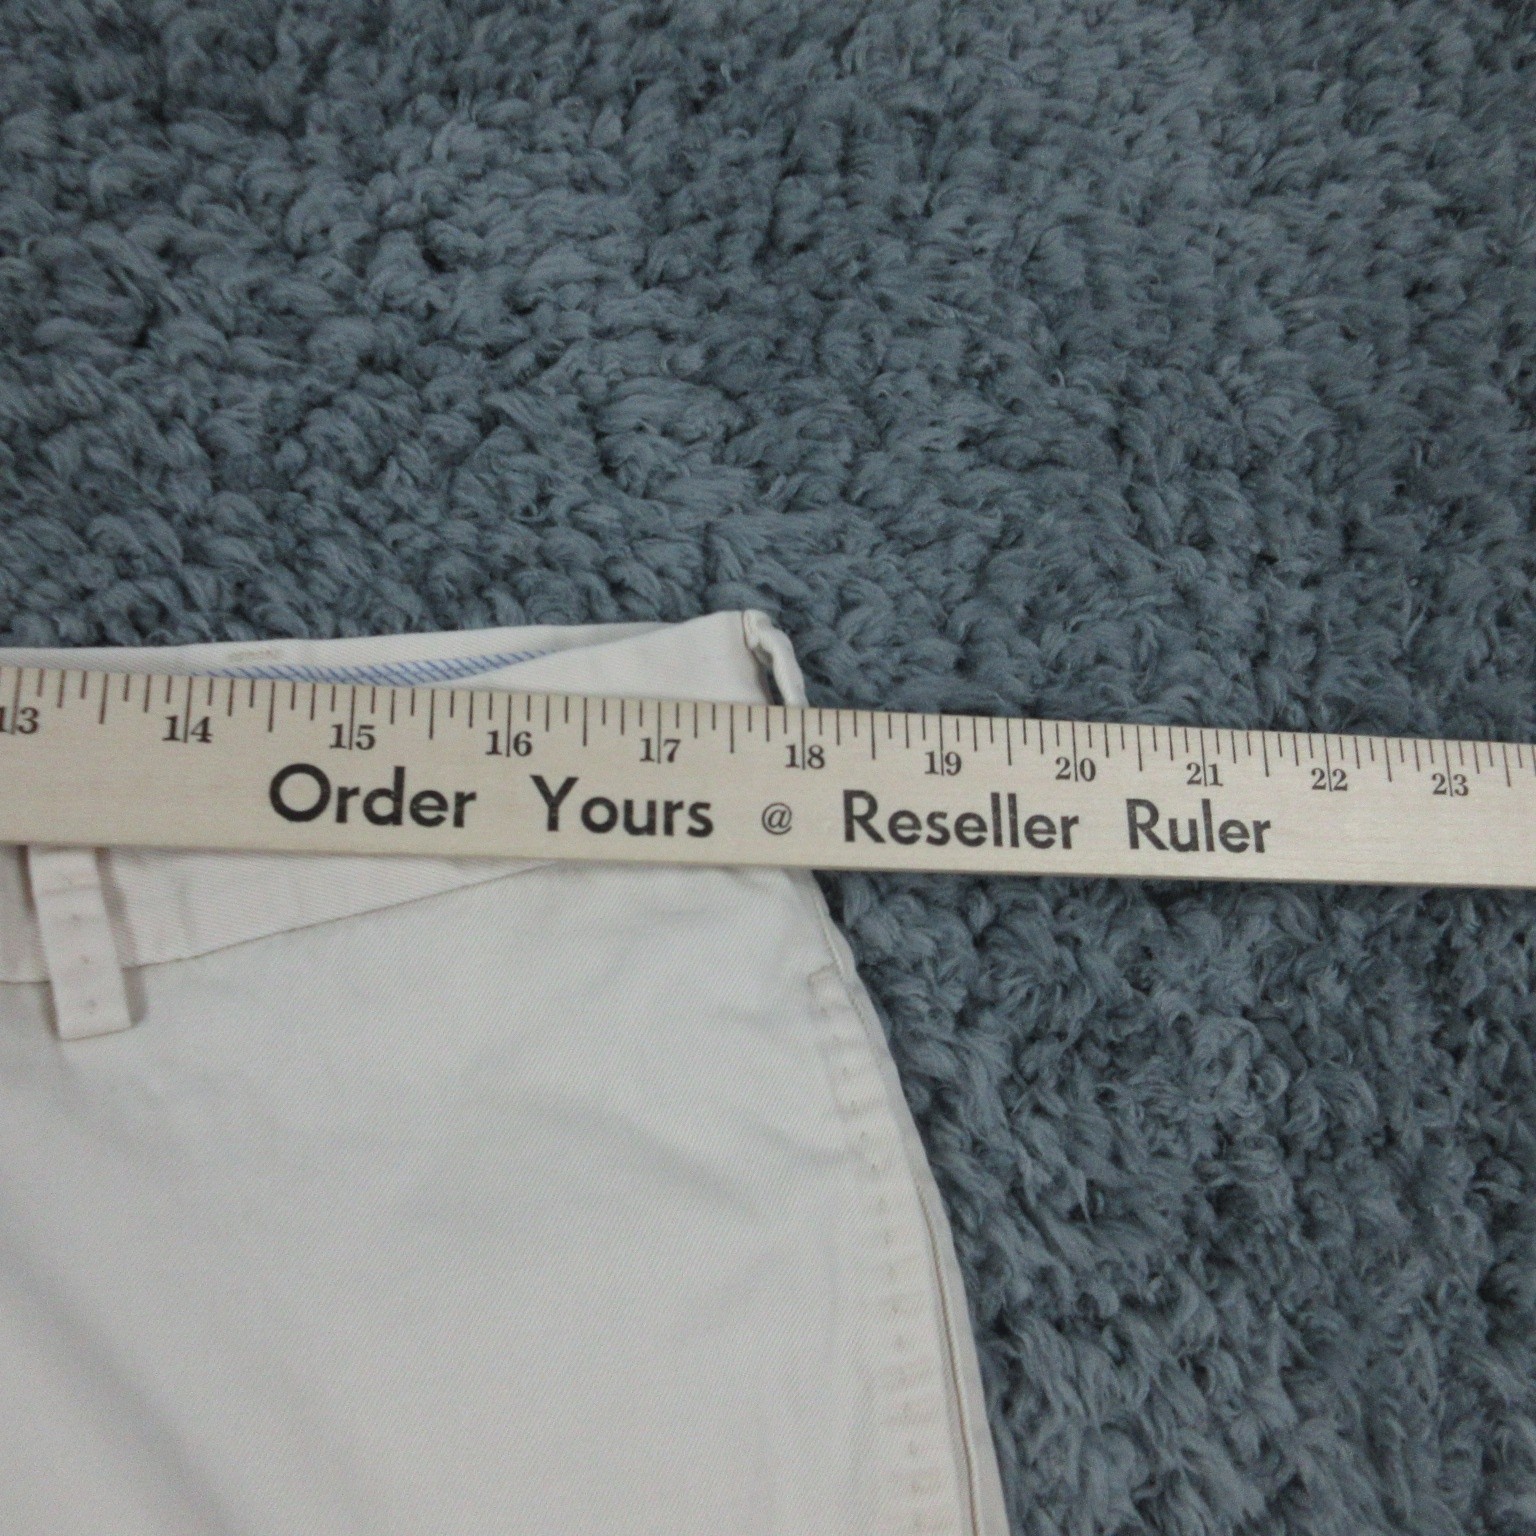 13 14 15 16 17 18 19 20 21 22 23
Order Yours @ Reseller Ruler